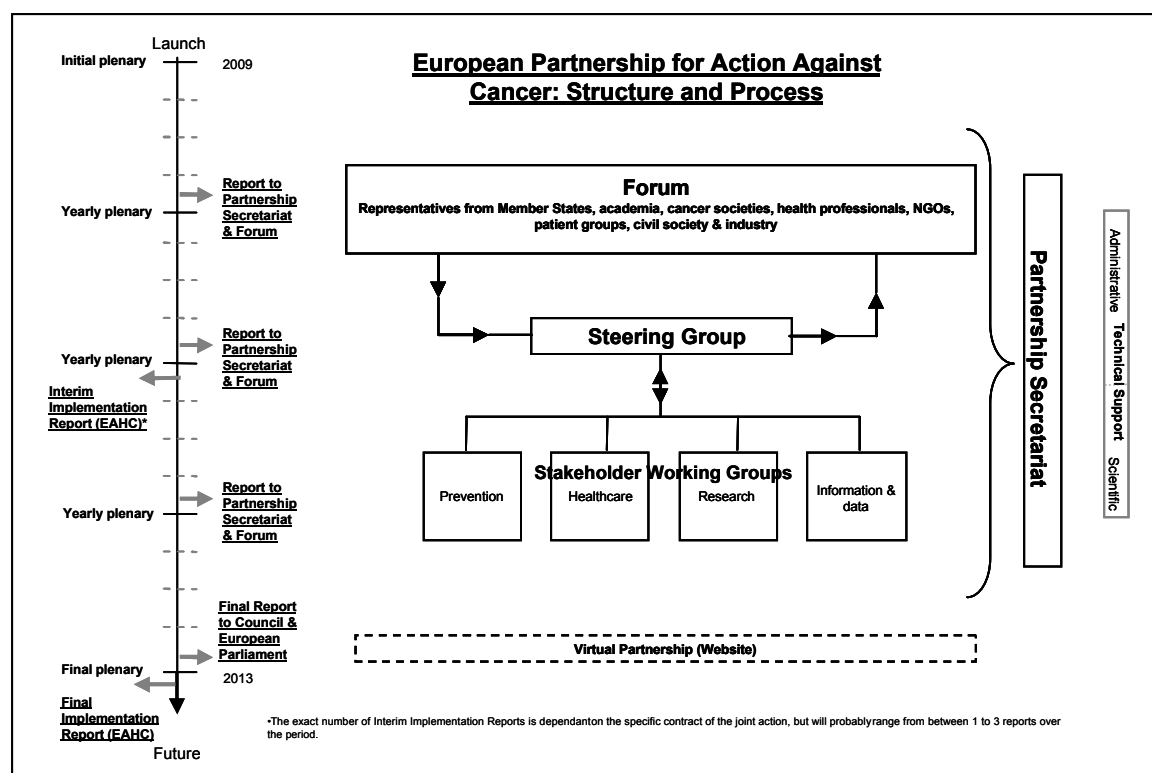 Launch
Initial plenary
2009
Report to
Partnership
Secretariat
& Forum
Yearly plenary
Report to
Partnership
Secretariat
& Forum
Yearly plenary
Interim
Implementation
Report (EAHC)*
Report to
Partnership
Secretariat
& Forum
Yearly plenary
Final Report
to Council &
European
Parliament
Final plenary
2013
Final
Implementation
Report (EAHC)
Future
European Partnership for Action Against
Cancer: Structure and Process
Forum
Representatives from Member States, academia, cancer societies, health professionals, NGOs,
patient groups, civil society & industry
Steering Group
Stakeholder Working Groups
Prevention
Healthcare
Research
Information &
data
Virtual Partnership (Website)
Partnership Secretariat
Administrative Technical Support Scientific
•The exact number of Interim Implementation Reports is dependanton the specific contract of the joint action, but will probablyrange from between 1 to 3 reports over
the period.